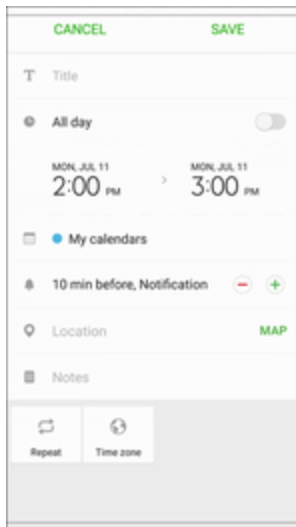 CANCEL SAVE
Title
All day
MON, JUL 11 MON, JUL 11
2:00 PM > 3:00 PM
My calendars
10 min before, Notification
Location MAP
Notes
Repeat Time zone